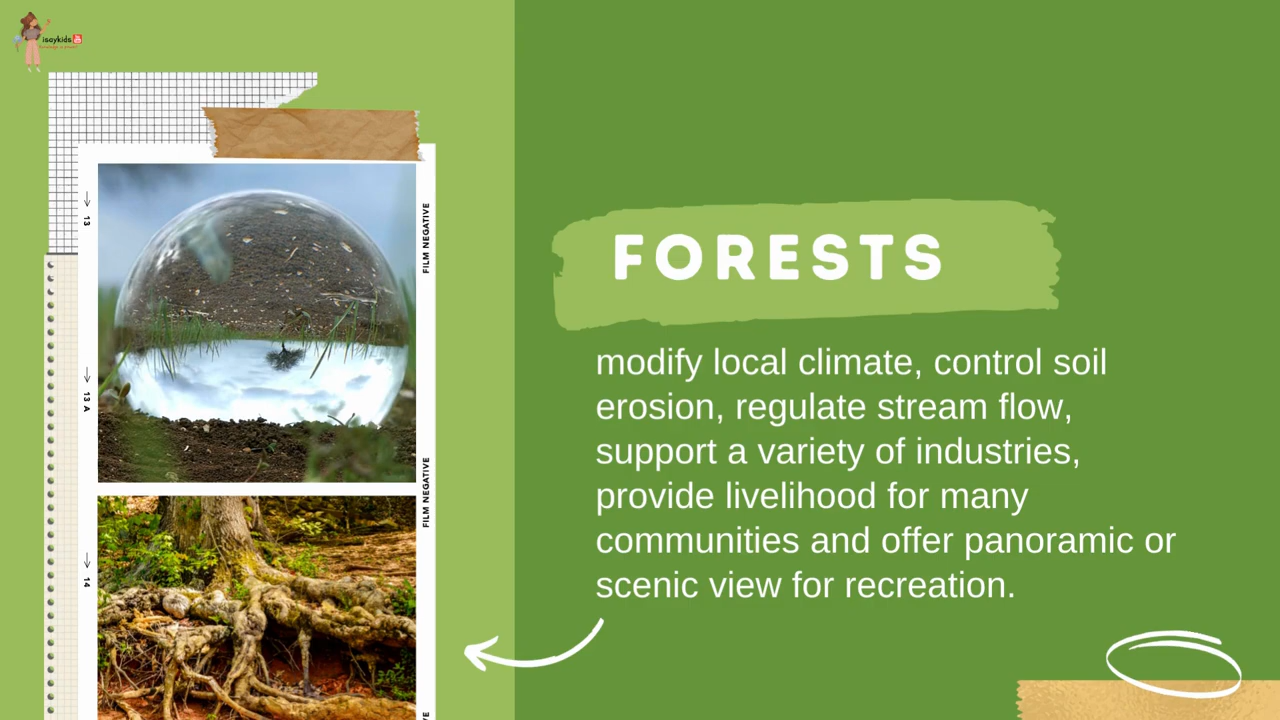 isaykids
13
FILM NEGATIVE
13 A
FILM NEGATIVE
14
FORESTS
modify local climate, control soil
erosion, regulate stream flow,
support a variety of industries,
provide livelihood for many
communities and offer panoramic or
scenic view for recreation.